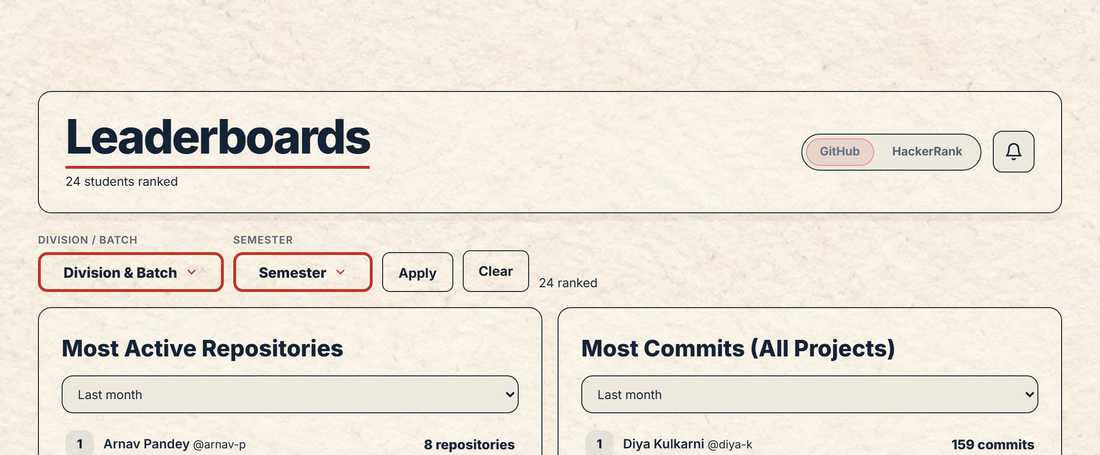 Leaderboards
24 students ranked
GitHub HackerRank
DIVISION / BATCH SEMESTER
Division & Batch Semester Apply Clear 24 ranked
Most Active Repositories
Last month
1 Arnav Pandey @arnav-p 8 repositories
Most Commits (All Projects)
Last month
1 Diya Kulkarni @diya-k 159 commits